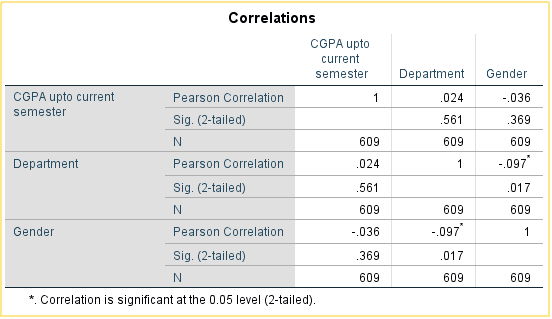 Correlations
CGPA upto current semester Department Gender
CGPA upto current semester Pearson Correlation 1 .024 -.036
Sig. (2-tailed) .561 .369
N 609 609 609
Department Pearson Correlation .024 1 -.097*
Sig. (2-tailed) .561 .017
N 609 609 609
Gender Pearson Correlation -.036 -.097* 1
Sig. (2-tailed) .369 .017
N 609 609 609
*. Correlation is significant at the 0.05 level (2-tailed).